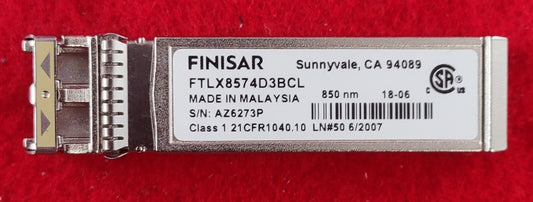 FINISAR Sunnyvale, CA 94089
FTLX8574D3BCL
MADE IN MALAYSIA 850 nm 18-06
S/N: AZ6273P
Class 1 21CFR1040.10 LN#50 6/2007
C US